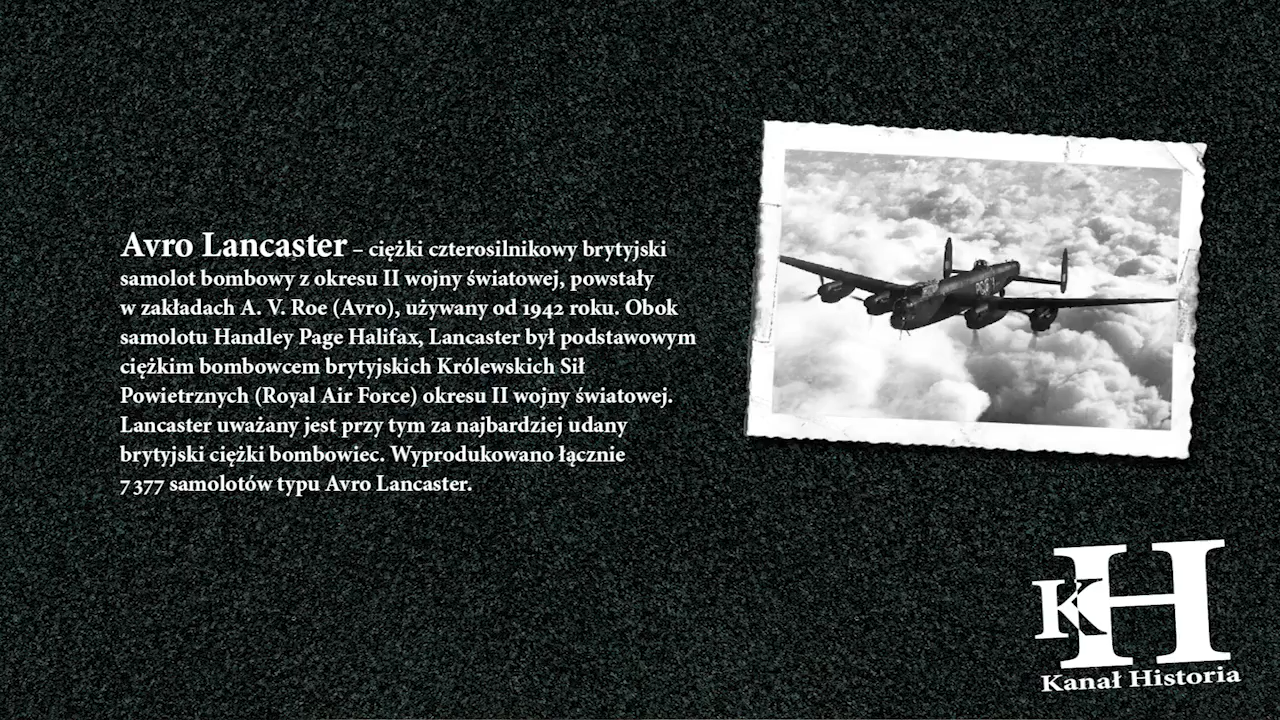 Avro Lancaster – ciężki czterosilnikowy brytyjski
samolot bombowy z okresu II wojny światowej, powstały
w zakładach A. V. Roe (Avro), używany od 1942 roku. Obok
samolotu Handley Page Halifax, Lancaster był podstawowym
ciężkim bombowcem brytyjskich Królewskich Sił
Powietrznych (Royal Air Force) okresu II wojny światowej.
Lancaster uważany jest przy tym za najbardziej udany
brytyjski ciężki bombowiec. Wyprodukowano łącznie
7 377 samolotów typu Avro Lancaster.
KH
Kanał Historia